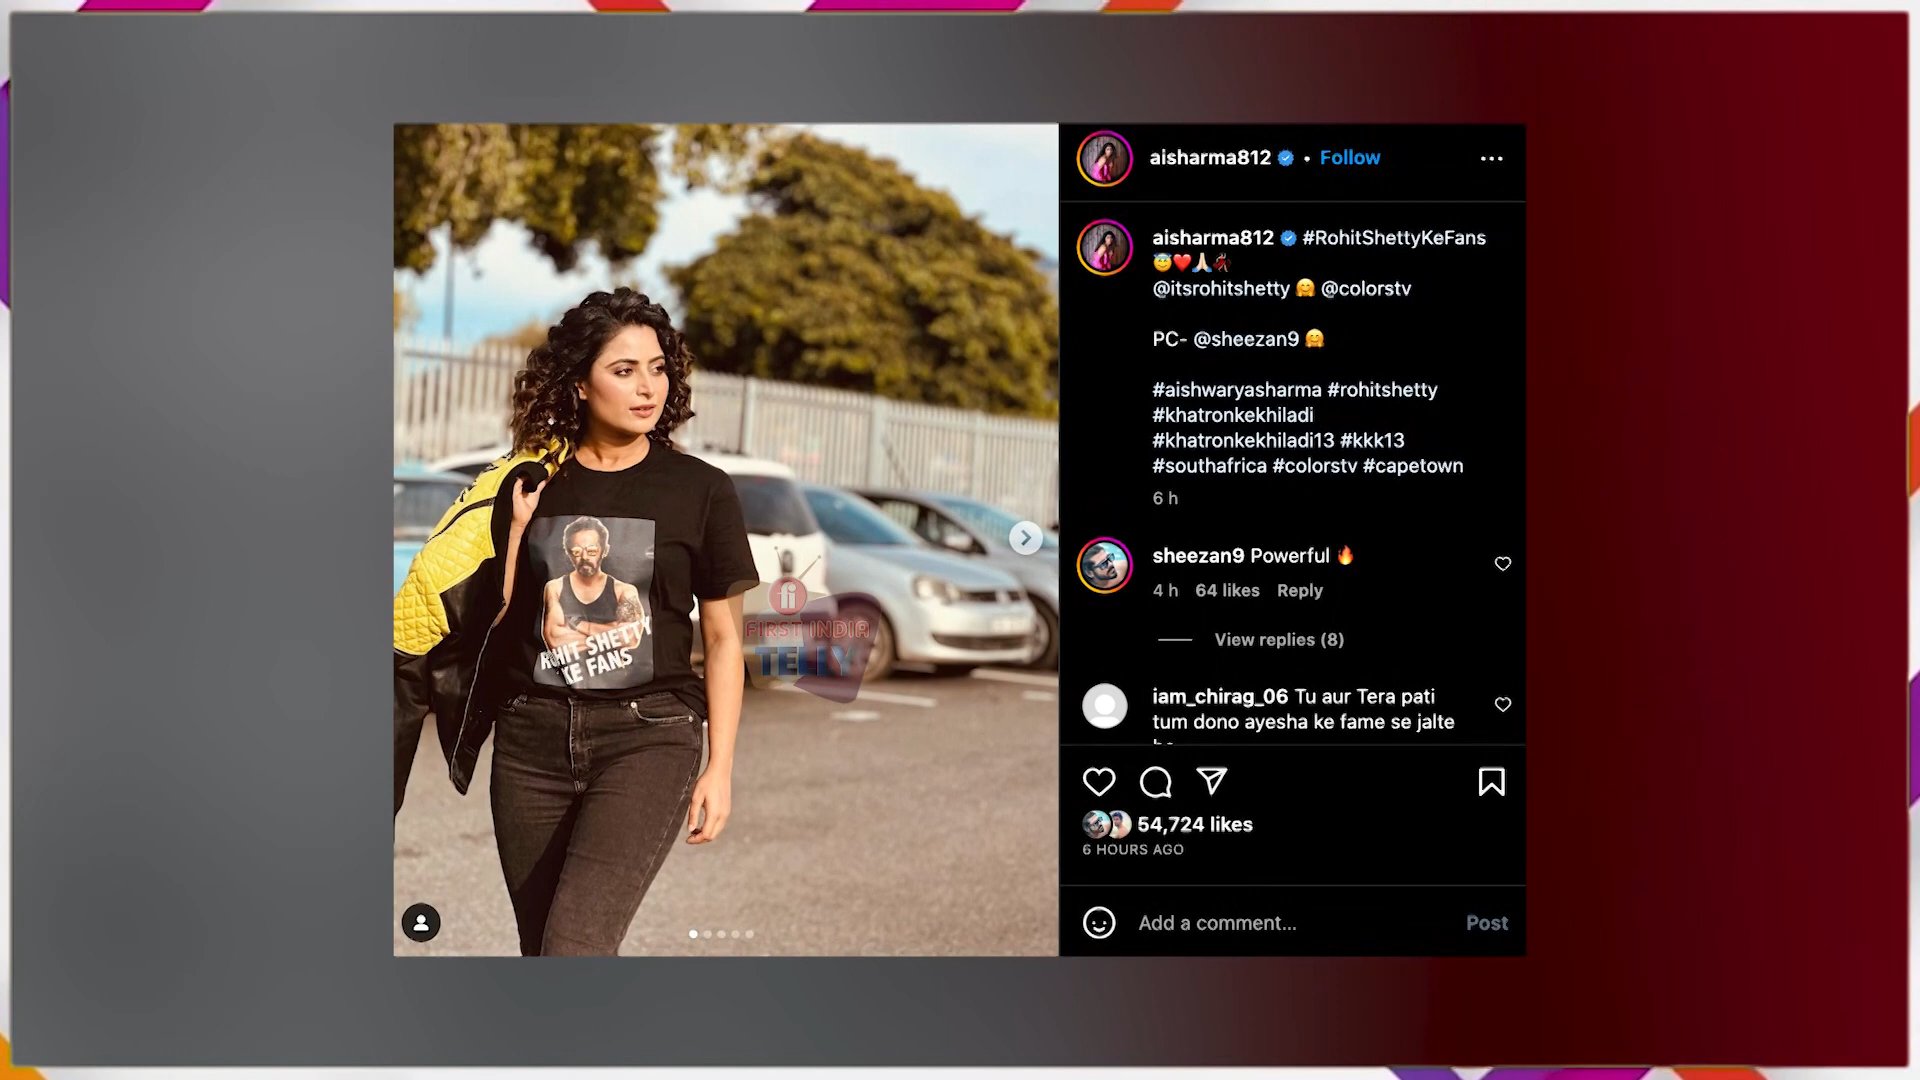 aisharma812 • Follow
aisharma812 #RohitShettyKeFans
😇❤️🙏🏻💃
@itsrohitshetty 🤗 @colorstv
PC- @sheezan9 🤗
#aishwaryasharma #rohitshetty
#khatronkekhiladi
#khatronkekhiladi13 #kkk13
#southafrica #colorstv #capetown
6 h
sheezan9 Powerful 🔥
4 h 64 likes Reply
View replies (8)
iam_chirag_06 Tu aur Tera pati
tum dono ayesha ke fame se jalte
54,724 likes
6 HOURS AGO
Add a comment... Post
ROHIT SHETTY
KE FANS
fi
FIRST INDIA
TELLY